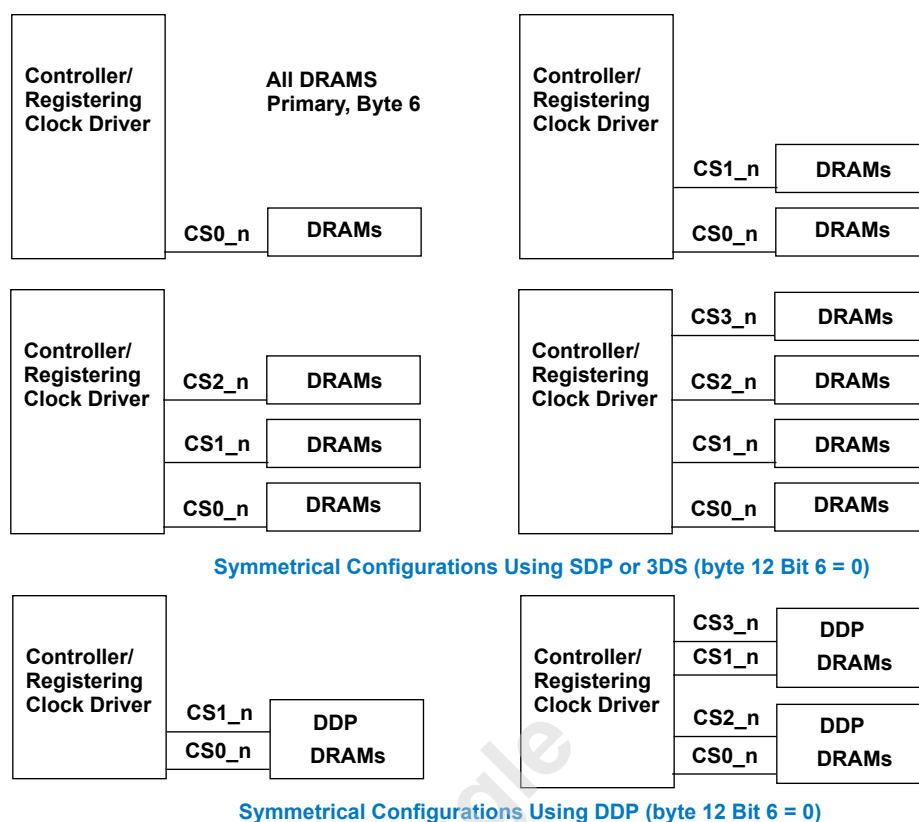 Controller/
Registering
Clock Driver
All DRAMS
Primary, Byte 6
CS0_n
DRAMs
Controller/
Registering
Clock Driver
CS1_n
DRAMs
CS0_n
DRAMs
Controller/
Registering
Clock Driver
CS2_n
DRAMs
CS1_n
DRAMs
CS0_n
DRAMs
Controller/
Registering
Clock Driver
CS3_n
DRAMs
CS2_n
DRAMs
CS1_n
DRAMs
CS0_n
DRAMs
Symmetrical Configurations Using SDP or 3DS (byte 12 Bit 6 = 0)
Controller/
Registering
Clock Driver
CS1_n
CS0_n
DDP
DRAMs
Controller/
Registering
Clock Driver
CS3_n
CS1_n
DDP
DRAMs
CS2_n
CS0_n
DDP
DRAMs
Symmetrical Configurations Using DDP (byte 12 Bit 6 = 0)